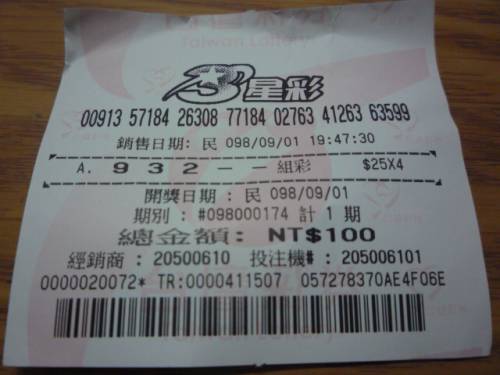 Taiwan Lottery
3星彩
00913 57184 26308 77184 02763 41263 63599
銷售日期: 民 098/09/01 19:47:30
A. 9 3 2 - - 組彩 $25X4
開獎日期 : 民 098/09/01
期別 : #098000174 計 1 期
總金額: NT$100
經銷商 : 20500610 投注機# : 205006101
0000020072* TR:0000411507 057278370AE4F06E